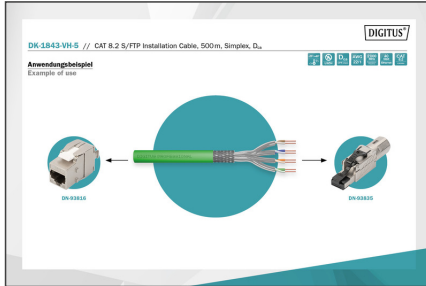 DIGITUS®
DK-1843-VH-5 // CAT 8.2 S/FTP Installation Cable, 500 m, Simplex, Dca
Anwendungsbeispiel
Example of use
DN-93616
DN-93635